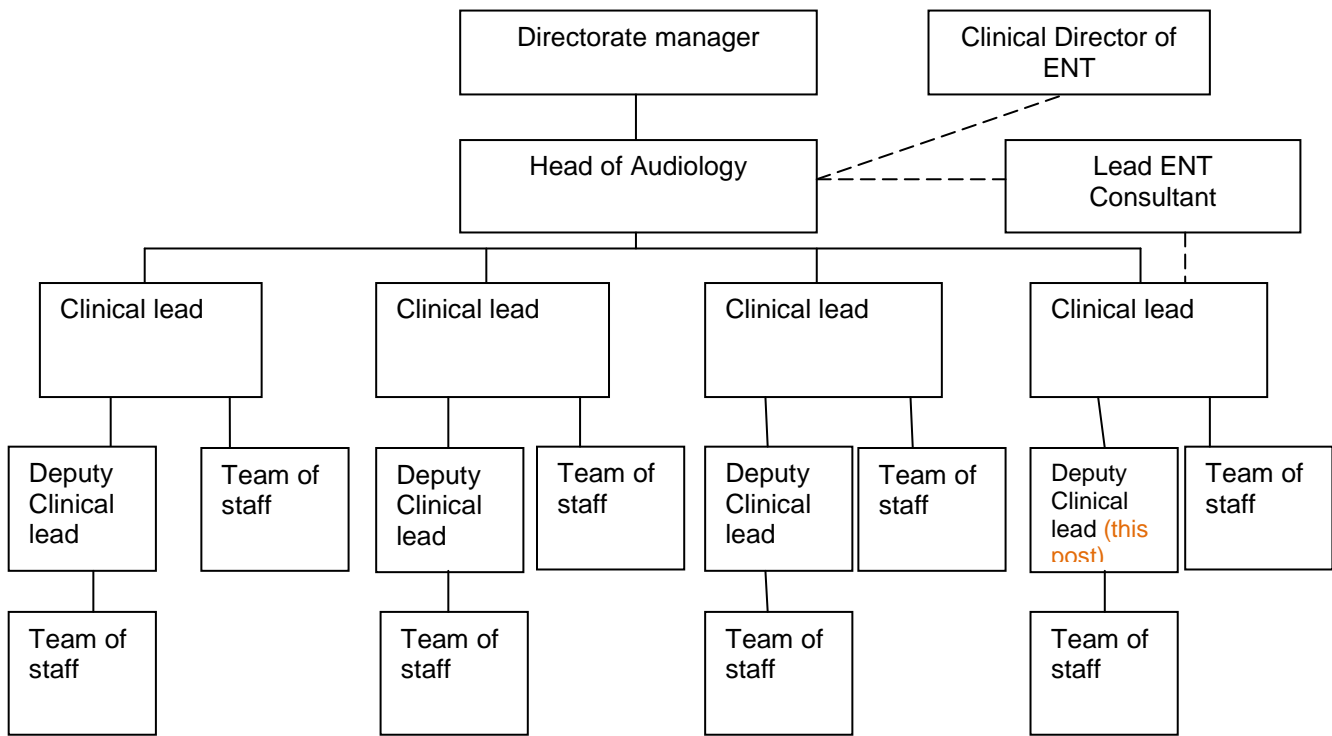 Directorate manager
Clinical Director of
ENT
Head of Audiology
Lead ENT
Consultant
Clinical lead
Clinical lead
Clinical lead
Clinical lead
Deputy
Clinical
lead
Team of
staff
Deputy
Clinical
lead
Team of
staff
Deputy
Clinical
lead
Team of
staff
Deputy
Clinical
lead (this
post)
Team of
staff
Team of
staff
Team of
staff
Team of
staff
Team of
staff